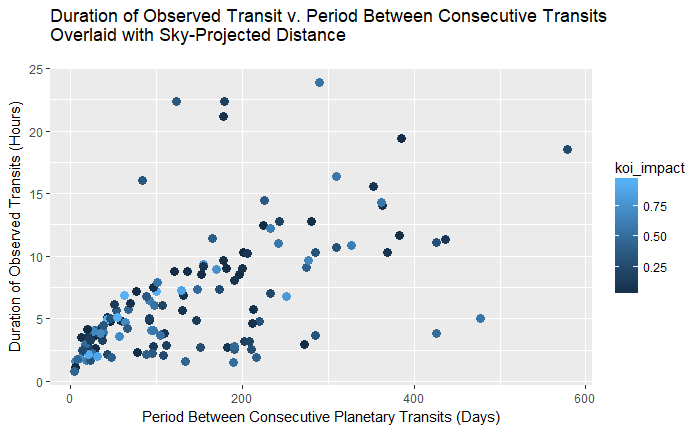 Duration of Observed Transit v. Period Between Consecutive Transits
Overlaid with Sky-Projected Distance
25
20
15
10
5
0
Duration of Observed Transits (Hours)
0 200 400 600
Period Between Consecutive Planetary Transits (Days)
koi_impact
0.75
0.50
0.25